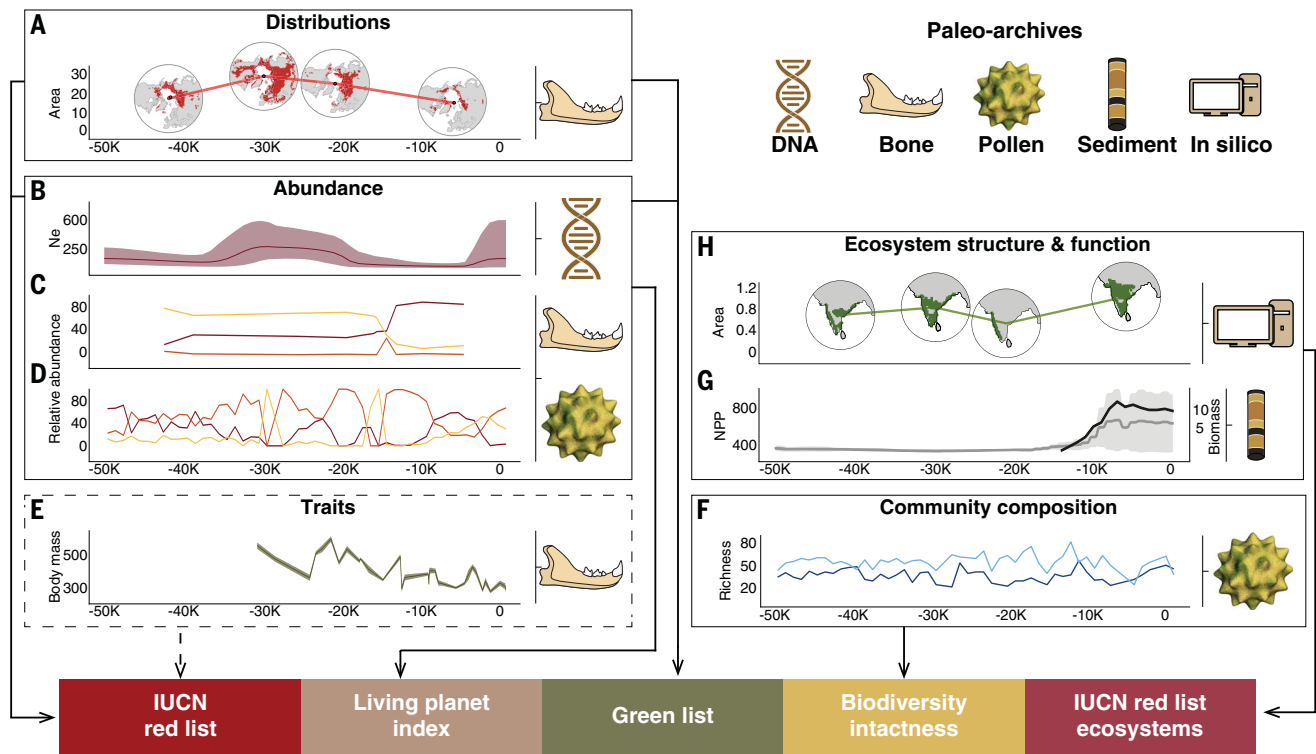 A
Distributions
Area
30
20
10
0
-50K -40K -30K -20K -10K 0
Paleo-archives
DNA Bone Pollen Sediment In silico
B
Abundance
Ne
600
250
C
80
40
0
Relative abundance
D
80
40
0
-50K -40K -30K -20K -10K 0
E
Traits
Body mass
500
300
-50K -40K -30K -20K -10K 0
H
Ecosystem structure & function
Area
1.2
0.8
0.4
G
NPP
800
400
10
5
Biomass
-50K -40K -30K -20K -10K 0
F
Community composition
Richness
80
50
20
-50K -40K -30K -20K -10K 0
IUCN
red list
Living planet
index
Green list
Biodiversity
intactness
IUCN red list
ecosystems